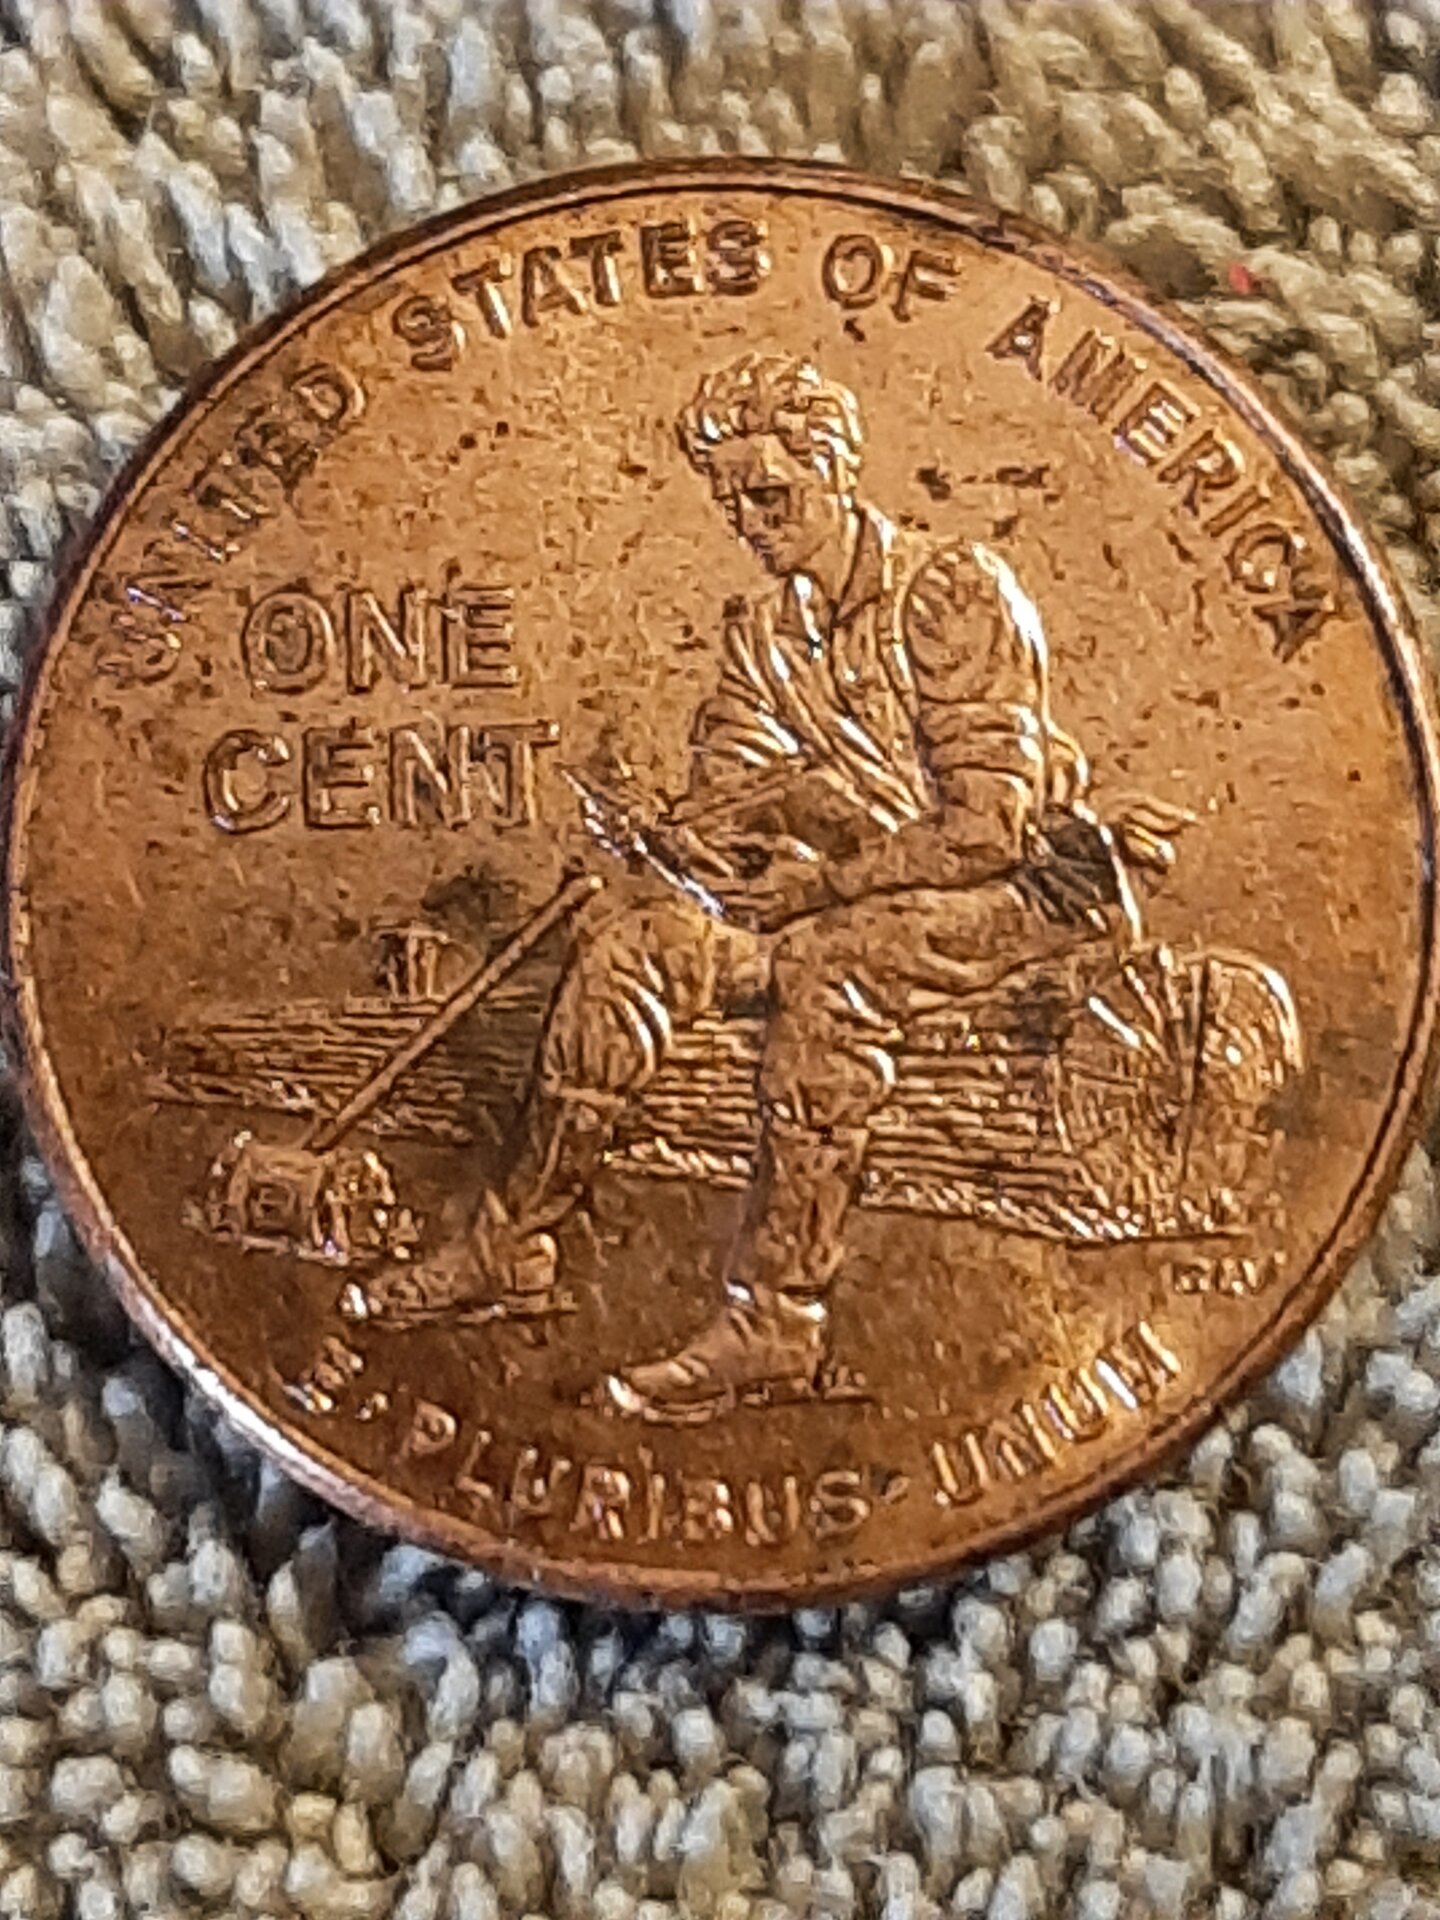 UNITED STATES OF AMERICA
ONE
CENT
E·PLURIBUS·UNUM